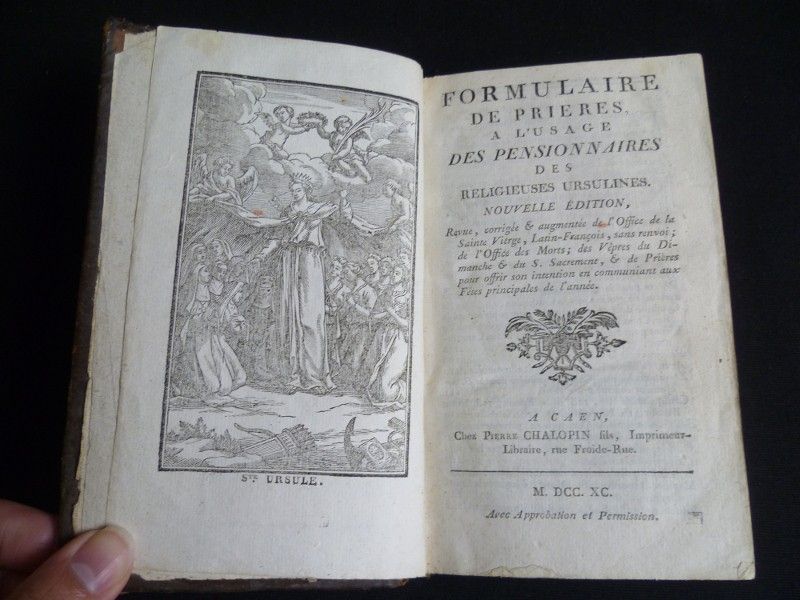 Ste. URSULE.
FORMULAIRE
DE PRIERES,
A L'USAGE
DES PENSIONNAIRES
DES
RELIGIEUSES URSULINES.
NOUVELLE ÉDITION,
Revue, corrigée & augmentée de l'Office de la
Sainte Vierge, Latin-François, sans renvoi;
de l'Office des Morts; des Vêpres du Di-
manche & du S. Sacrement, & de Prières
pour offrir son intention en communiant aux
Fêtes principales de l'année.
A CAEN,
Chez PIERRE CHALOPIN fils, Imprimeur-
Libraire, rue Froide-Rue.
M. DCC. XC.
Avec Approbation et Permission.